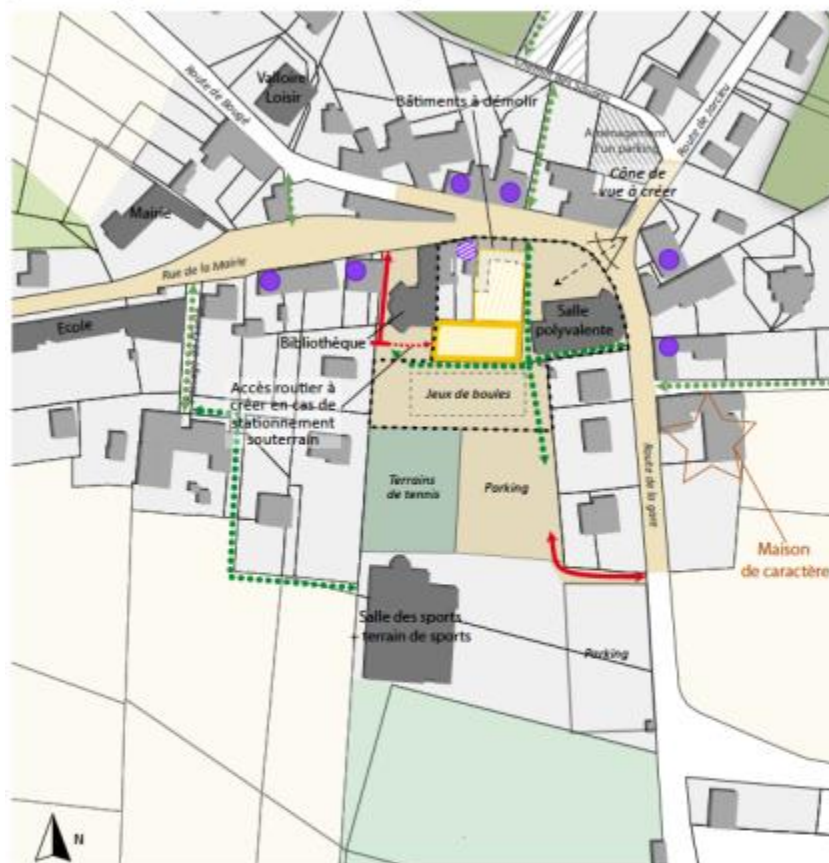 Valloire
Loisir
Route de Bougé
Bâtiments à démolir
Route de Jarcieu
Aménagement
d'un parking
Cône de
vue à créer
Mairie
Rue de la Mairie
Ecole
Bibliothèque
Salle
polyvalente
Accès routier à
créer en cas de
stationnement
souterrain
Jeux de boules
Terrains
de tennis
Parking
Route de la gare
Maison
de caractère
Salle des sports
+ terrain de sports
Parking
N